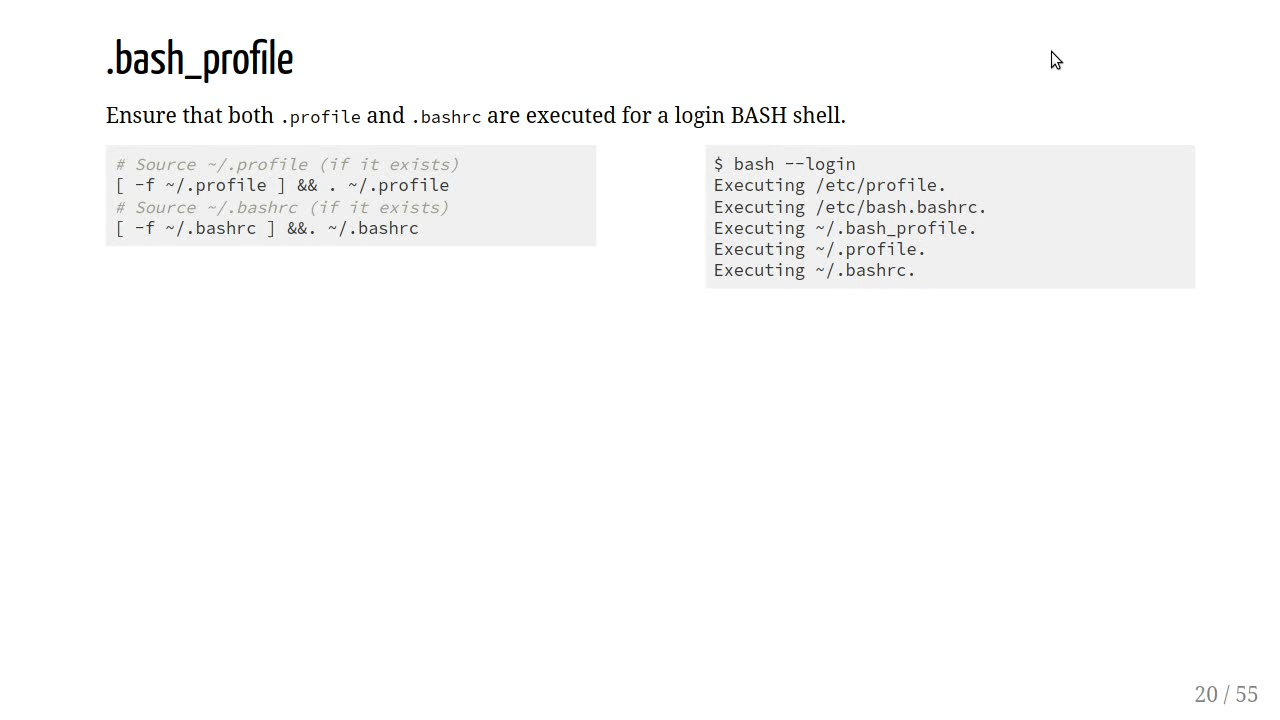 .bash_profile
Ensure that both .profile and .bashrc are executed for a login BASH shell.
# Source ~/.profile (if it exists)
[ -f ~/.profile ] && . ~/.profile
# Source ~/.bashrc (if it exists)
[ -f ~/.bashrc ] &&. ~/.bashrc
$ bash --login
Executing /etc/profile.
Executing /etc/bash.bashrc.
Executing ~/.bash_profile.
Executing ~/.profile.
Executing ~/.bashrc.
20 / 55